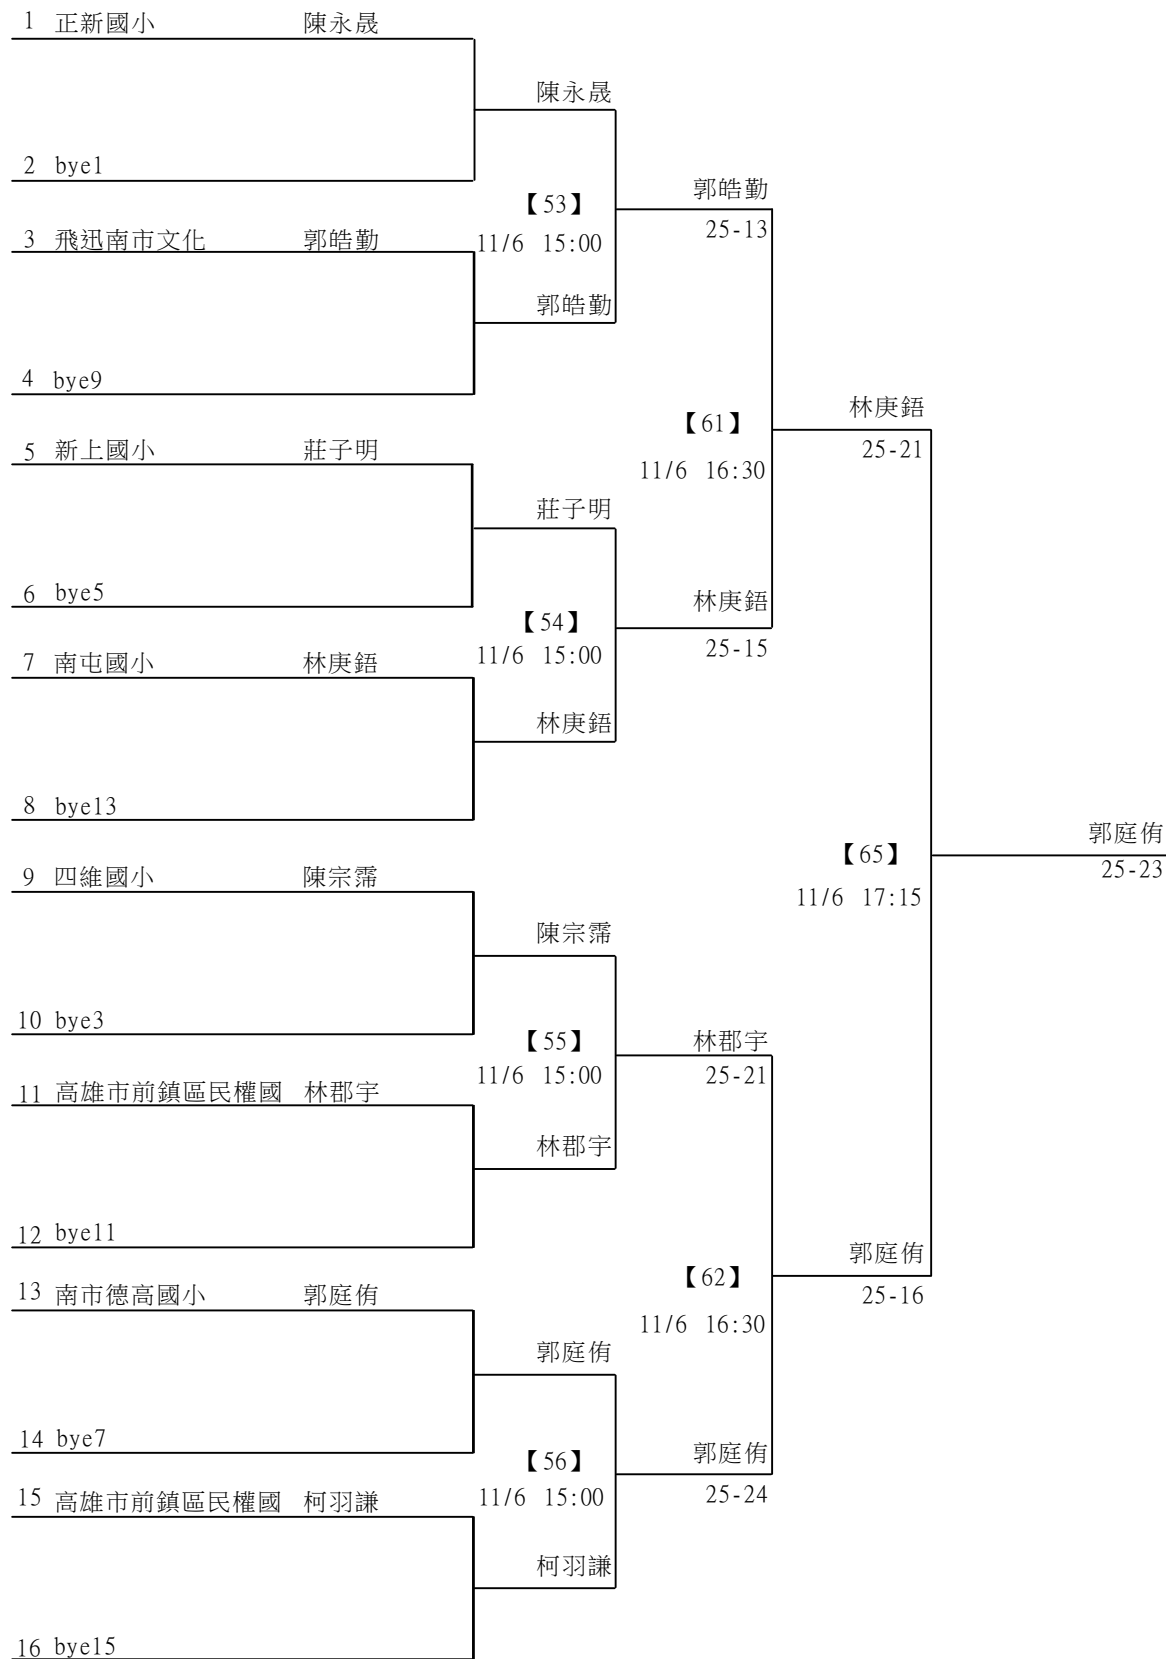 1 正新國小 陳永晟
陳永晟
2 bye1
郭皓勤
【53】
25-13
3 飛迅南市文化 郭皓勤
11/6 15:00
郭皓勤
4 bye9
林庚鋙
【61】
5 新上國小 莊子明
25-21
11/6 16:30
莊子明
6 bye5
林庚鋙
【54】
25-15
7 南屯國小 林庚鋙
11/6 15:00
林庚鋙
8 bye13
郭庭侑
【65】
25-23
9 四維國小 陳宗霈
11/6 17:15
陳宗霈
10 bye3
【55】
林郡宇
11/6 15:00
25-21
11 高雄市前鎮區民權國 林郡宇
林郡宇
12 bye11
郭庭侑
【62】
13 南市德高國小 郭庭侑
25-16
11/6 16:30
郭庭侑
14 bye7
郭庭侑
【56】
25-24
15 高雄市前鎮區民權國 柯羽謙
11/6 15:00
柯羽謙
16 bye15